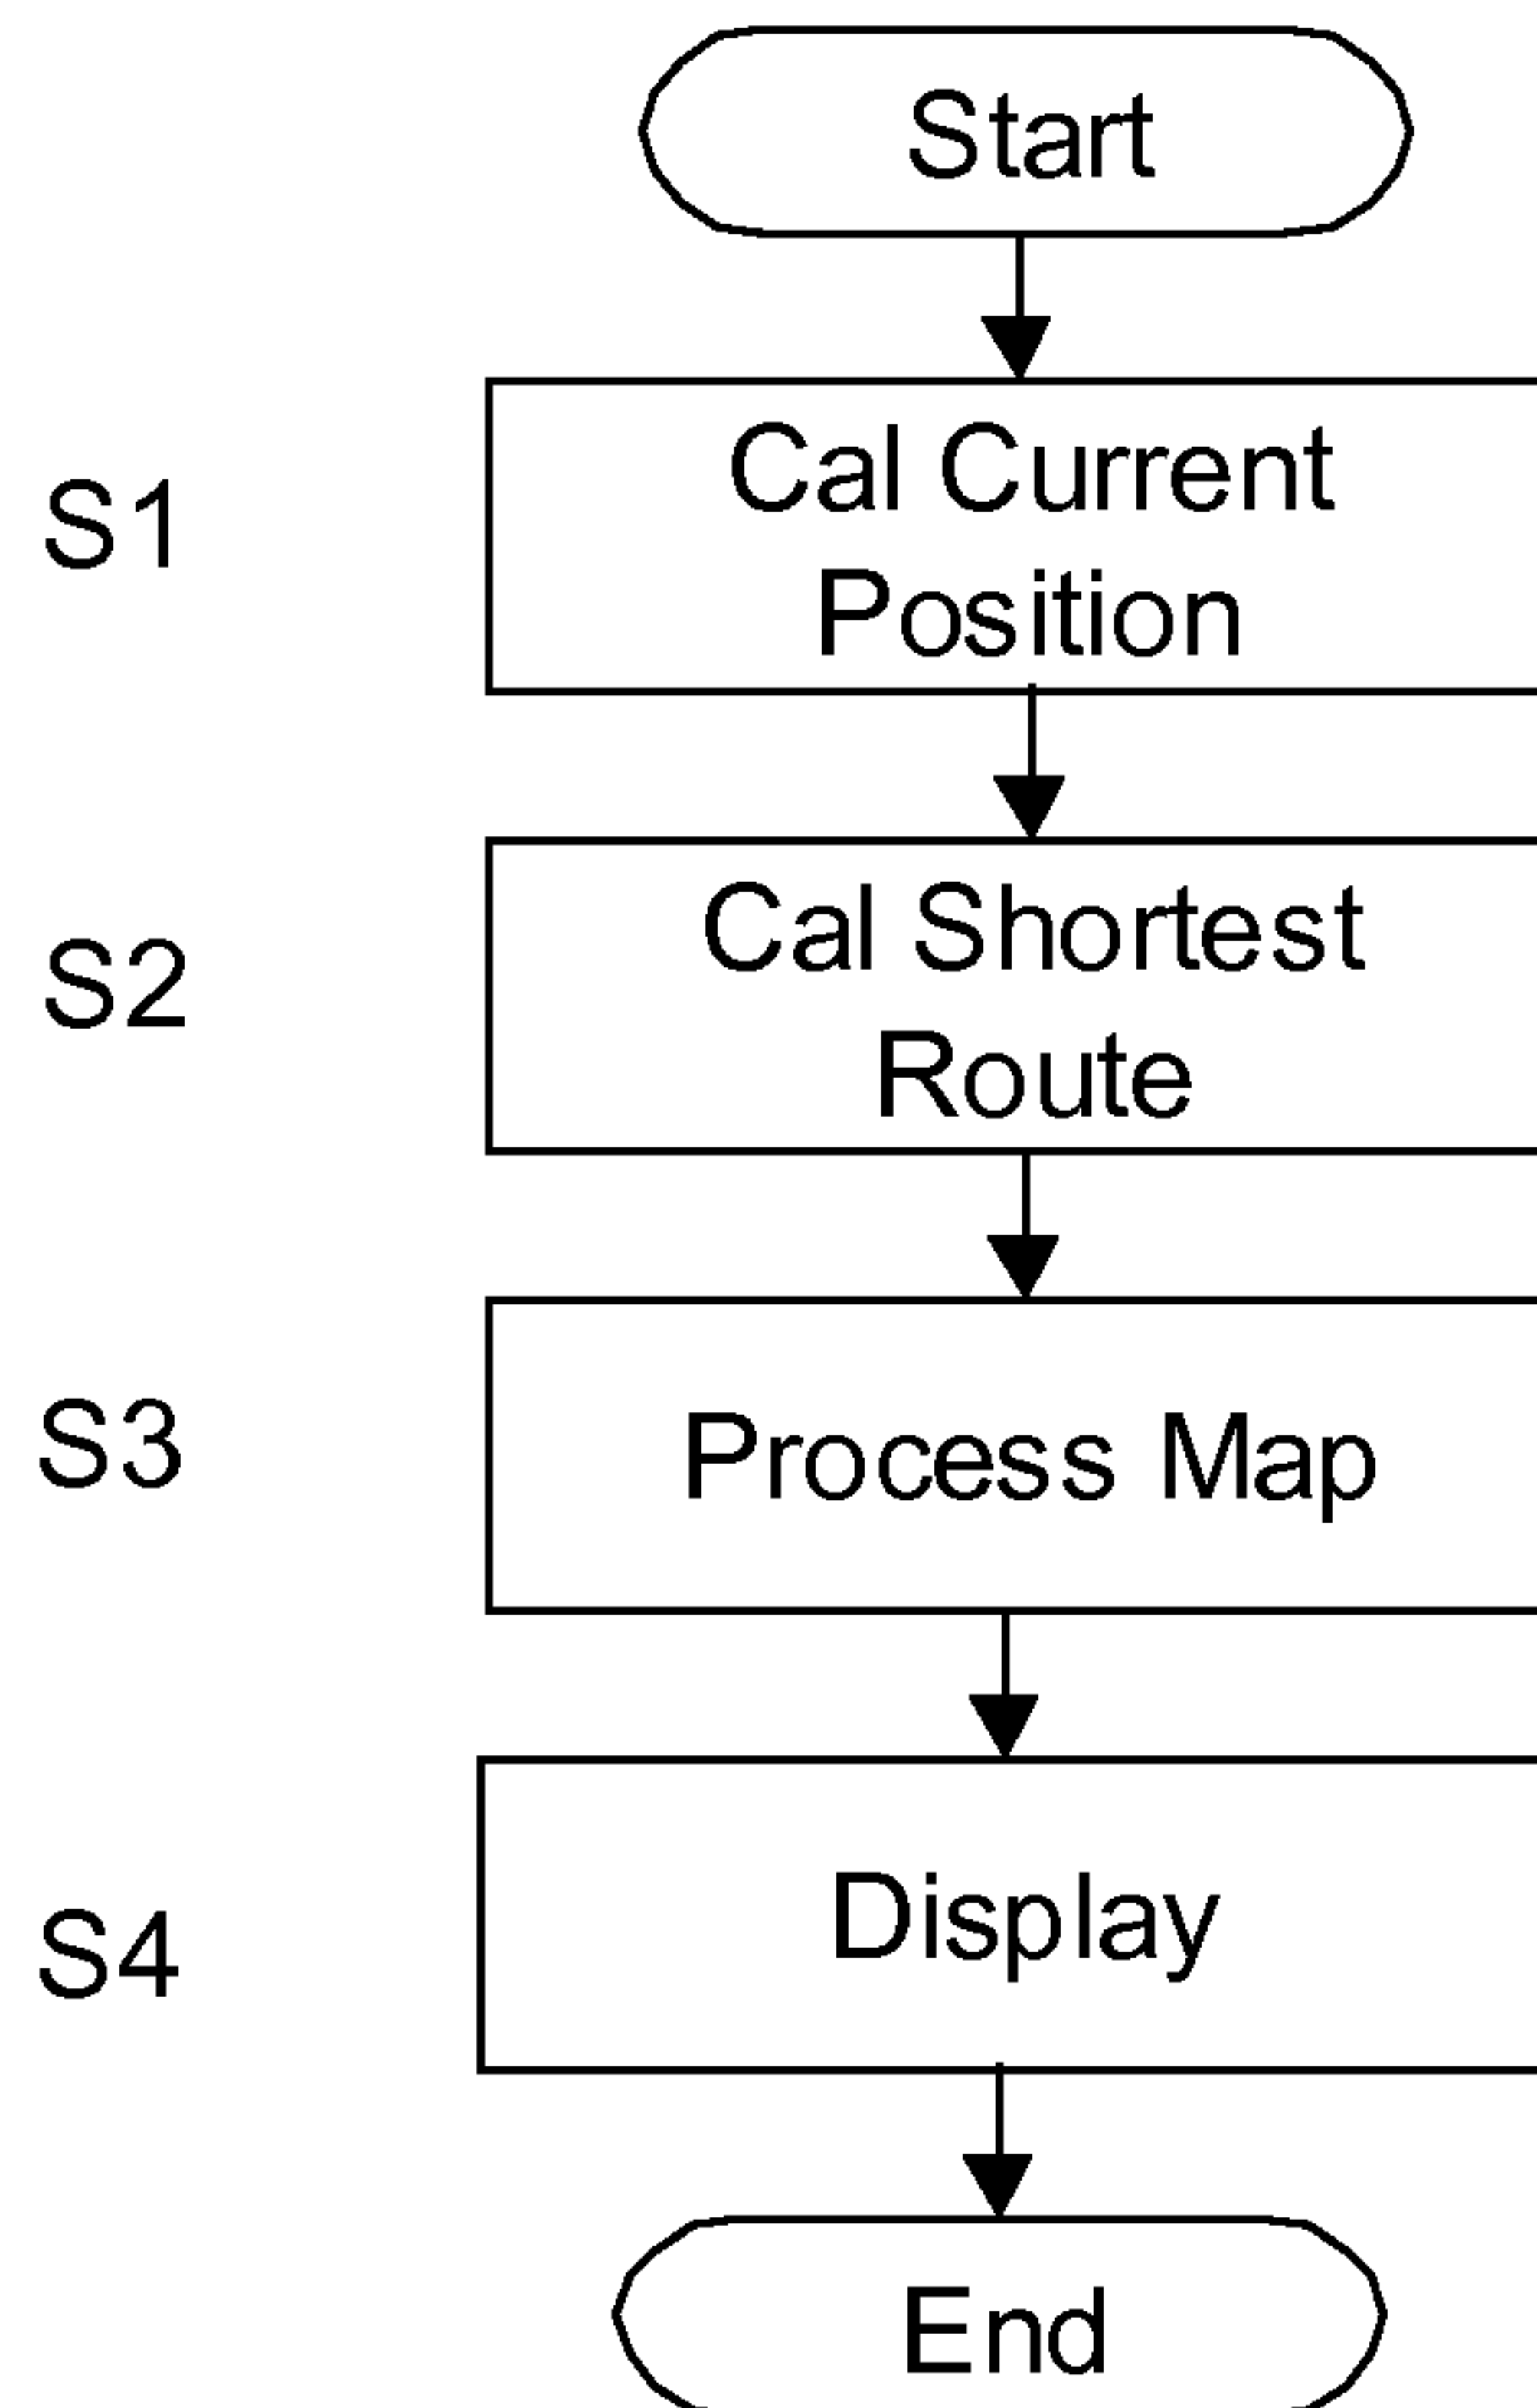 Start
S1
Cal Current
Position
S2
Cal Shortest
Route
S3
Process Map
S4
Display
End